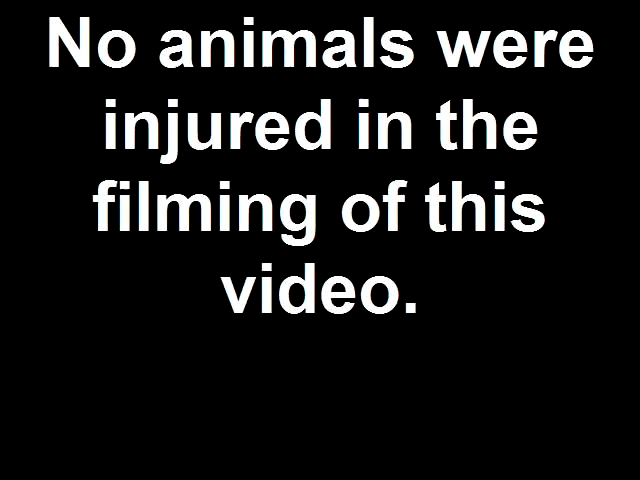 No animals were
injured in the
filming of this
video.